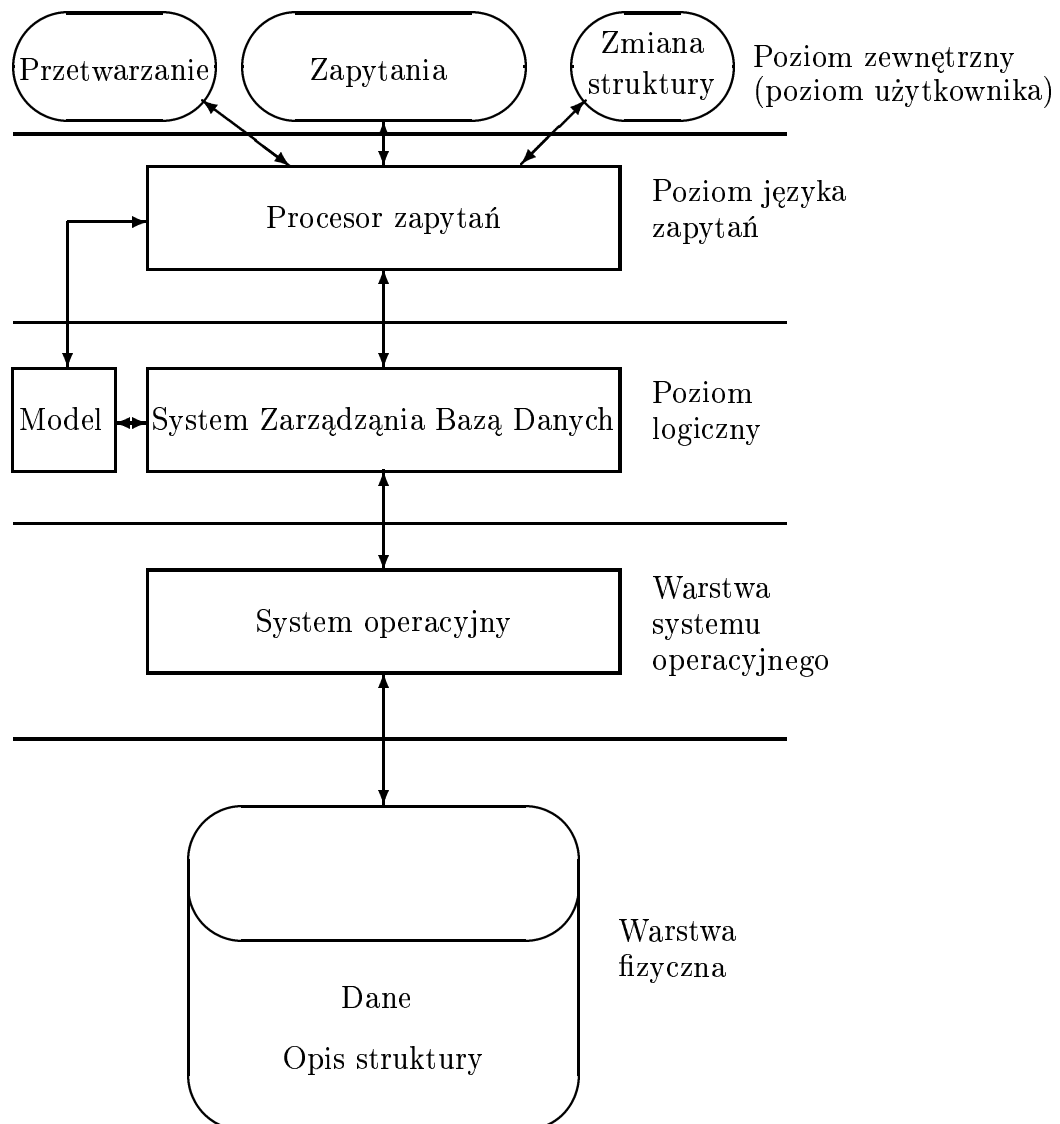 Przetwarzanie
Zapytania
Zmiana
struktury
Poziom zewnętrzny
(poziom użytkownika)
Procesor zapytań
Poziom języka
zapytań
Model
System Zarządząnia Bazą Danych
Poziom
logiczny
System operacyjny
Warstwa
systemu
operacyjnego
Warstwa
fizyczna
Dane
Opis struktury